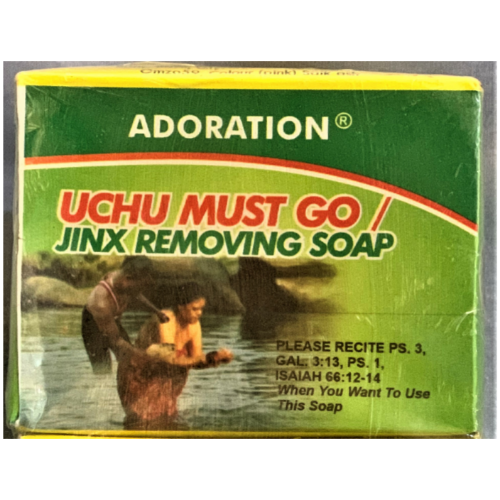 ADORATION®
UCHU MUST GO /
JINX REMOVING SOAP
PLEASE RECITE PS. 3,
GAL, 3:13, PS. 1,
ISAIAH 66:12-14
When You Want To Use
This Soap